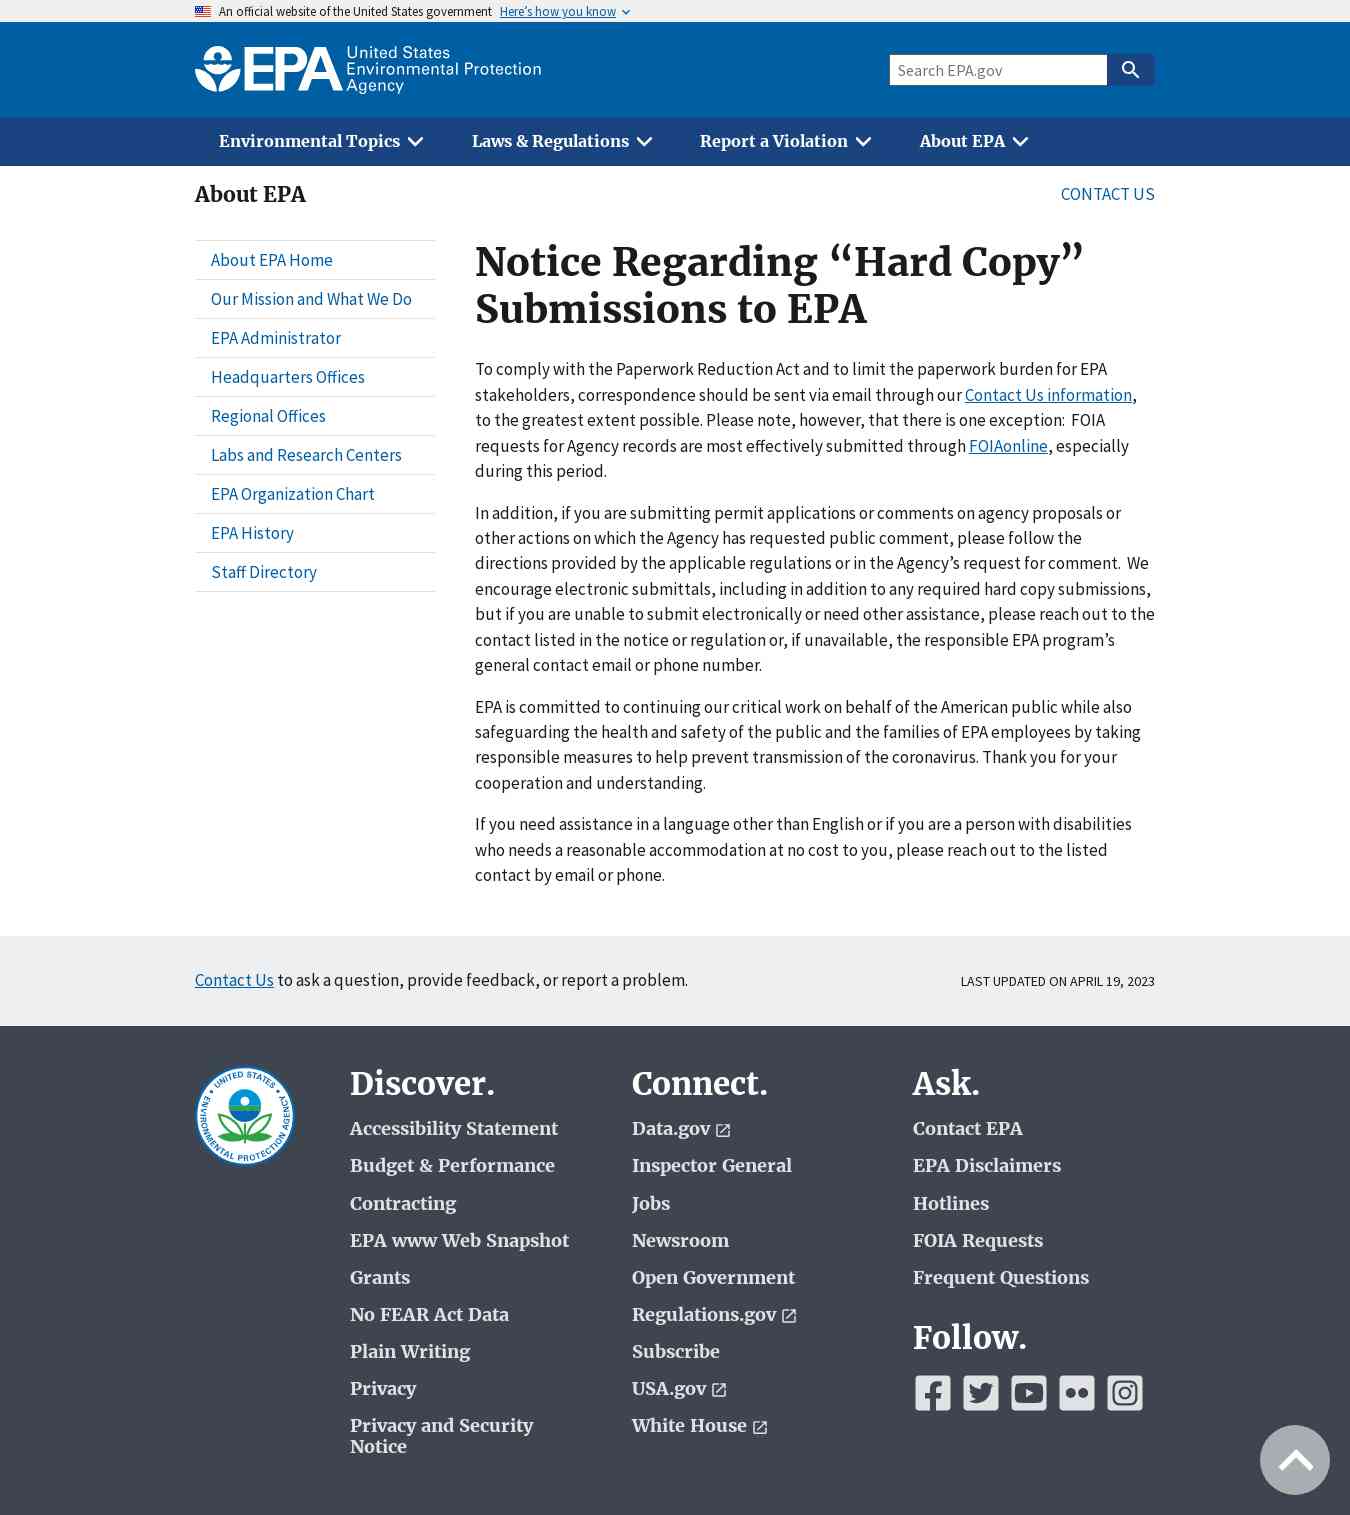 An official website of the United States government Here’s how you know
EPA United States
Environmental Protection
Agency
Search EPA.gov
Environmental Topics Laws & Regulations Report a Violation About EPA
About EPA
CONTACT US
About EPA Home
Our Mission and What We Do
EPA Administrator
Headquarters Offices
Regional Offices
Labs and Research Centers
EPA Organization Chart
EPA History
Staff Directory
Notice Regarding “Hard Copy”
Submissions to EPA
To comply with the Paperwork Reduction Act and to limit the paperwork burden for EPA
stakeholders, correspondence should be sent via email through our Contact Us information,
to the greatest extent possible. Please note, however, that there is one exception:  FOIA
requests for Agency records are most effectively submitted through FOIAonline, especially
during this period.
In addition, if you are submitting permit applications or comments on agency proposals or
other actions on which the Agency has requested public comment, please follow the
directions provided by the applicable regulations or in the Agency’s request for comment.  We
encourage electronic submittals, including in addition to any required hard copy submissions,
but if you are unable to submit electronically or need other assistance, please reach out to the
contact listed in the notice or regulation or, if unavailable, the responsible EPA program’s
general contact email or phone number.
EPA is committed to continuing our critical work on behalf of the American public while also
safeguarding the health and safety of the public and the families of EPA employees by taking
responsible measures to help prevent transmission of the coronavirus. Thank you for your
cooperation and understanding.
If you need assistance in a language other than English or if you are a person with disabilities
who needs a reasonable accommodation at no cost to you, please reach out to the listed
contact by email or phone.
Contact Us to ask a question, provide feedback, or report a problem.
LAST UPDATED ON APRIL 19, 2023
UNITED STATES
ENVIRONMENTAL PROTECTION AGENCY
Discover.
Accessibility Statement
Budget & Performance
Contracting
EPA www Web Snapshot
Grants
No FEAR Act Data
Plain Writing
Privacy
Privacy and Security
Notice
Connect.
Data.gov
Inspector General
Jobs
Newsroom
Open Government
Regulations.gov
Subscribe
USA.gov
White House
Ask.
Contact EPA
EPA Disclaimers
Hotlines
FOIA Requests
Frequent Questions
Follow.